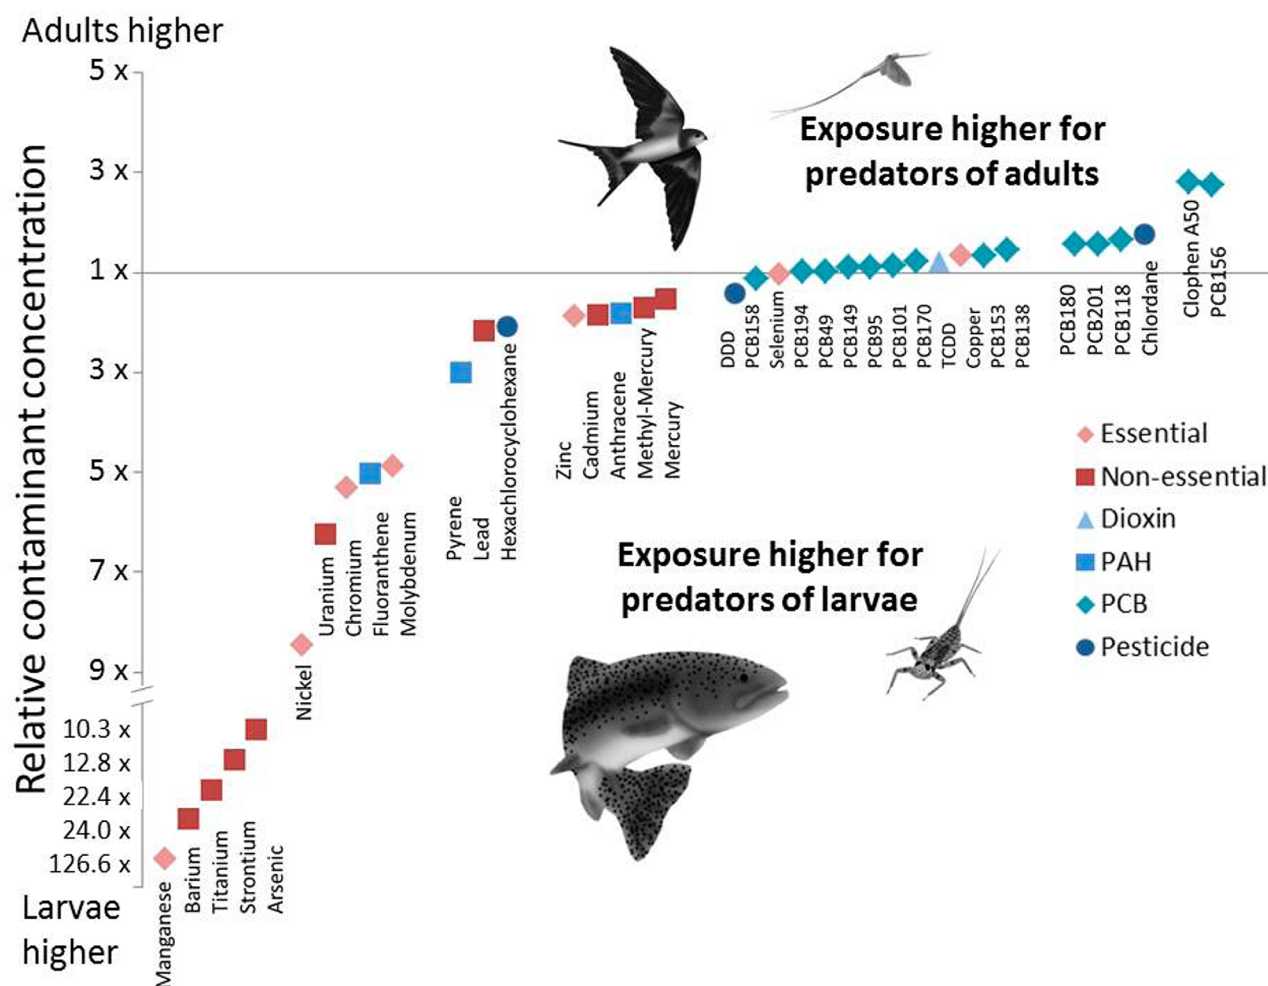 Adults higher
5 x
3 x
1 x
3 x
5 x
7 x
9 x
10.3 x
12.8 x
22.4 x
24.0 x
126.6 x
Larvae
higher
Relative contaminant concentration
Exposure higher for
predators of adults
Exposure higher for
predators of larvae
Manganese
Barium
Titanium
Strontium
Arsenic
Nickel
Uranium
Chromium
Fluoranthene
Molybdenum
Pyrene
Lead
Hexachlorocyclohexane
Zinc
Cadmium
Anthracene
Methyl-Mercury
Mercury
DDD
PCB158
Selenium
PCB194
PCB49
PCB149
PCB95
PCB101
PCB170
TCDD
Copper
PCB153
PCB138
PCB180
PCB201
PCB118
Chlordane
Clophen A50
PCB156
Essential
Non-essential
Dioxin
PAH
PCB
Pesticide